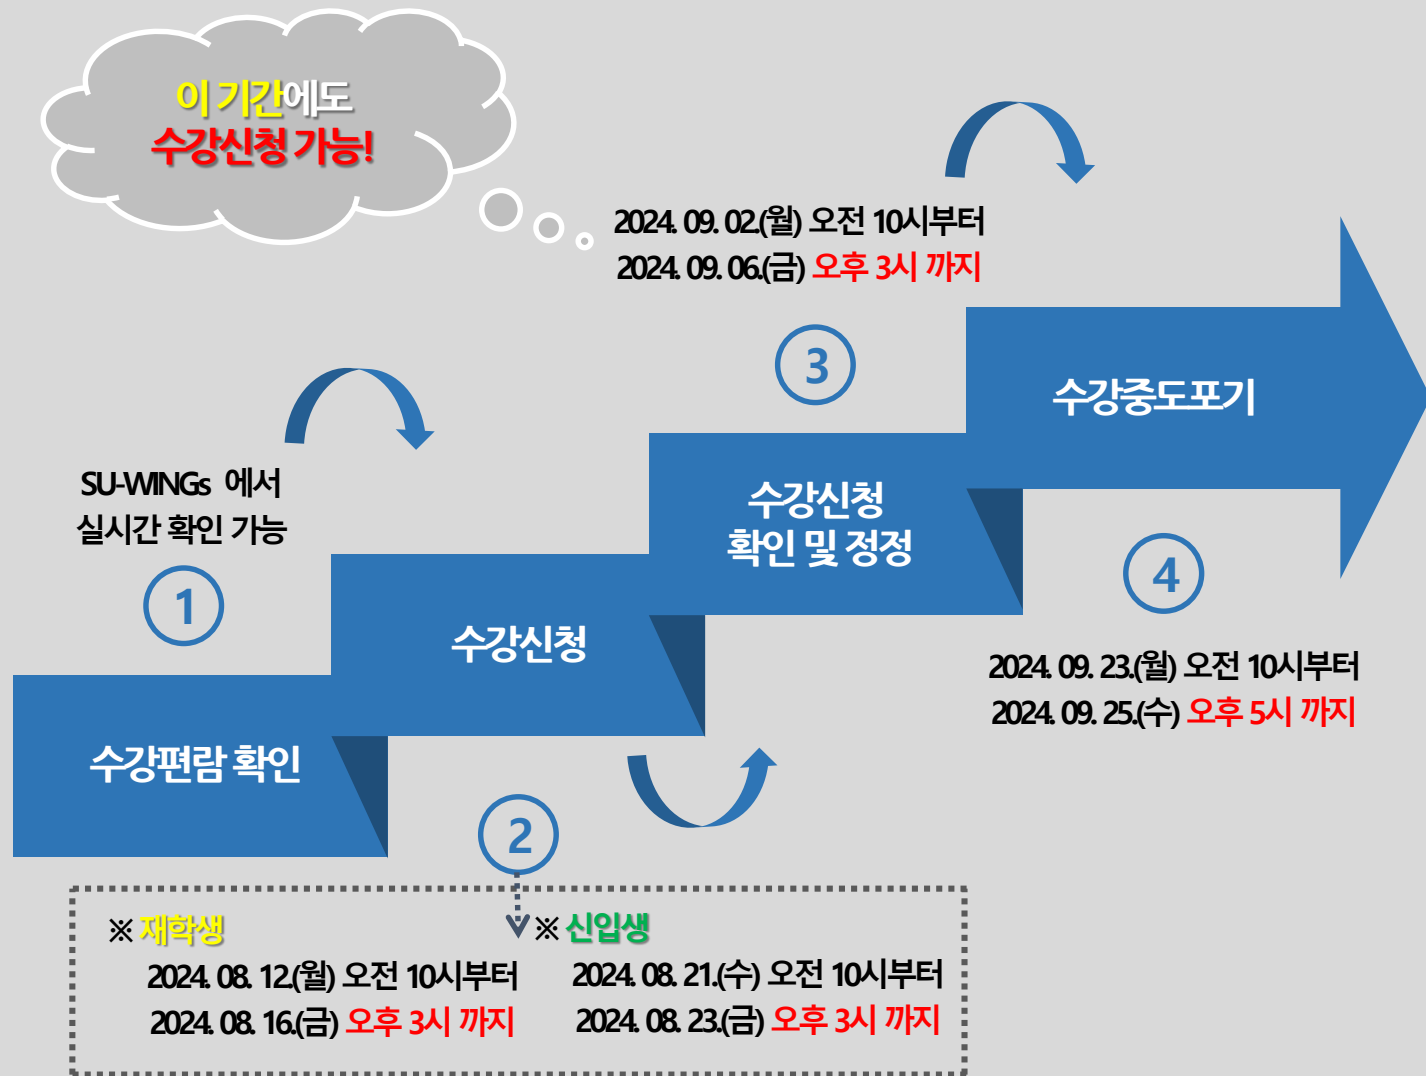 이 기간에도
수강신청 가능!
2024. 09. 02.(월) 오전 10시부터
2024. 09. 06.(금) 오후 3시 까지
3
수강중도포기
SU-WINGs 에서
실시간 확인 가능
1
수강신청
확인 및 정정
4
수강신청
2024. 09. 23.(월) 오전 10시부터
2024. 09. 25.(수) 오후 5시 까지
수강편람 확인
2
※ 재학생
2024. 08. 12.(월) 오전 10시부터
2024. 08. 16.(금) 오후 3시 까지
※ 신입생
2024. 08. 21.(수) 오전 10시부터
2024. 08. 23.(금) 오후 3시 까지